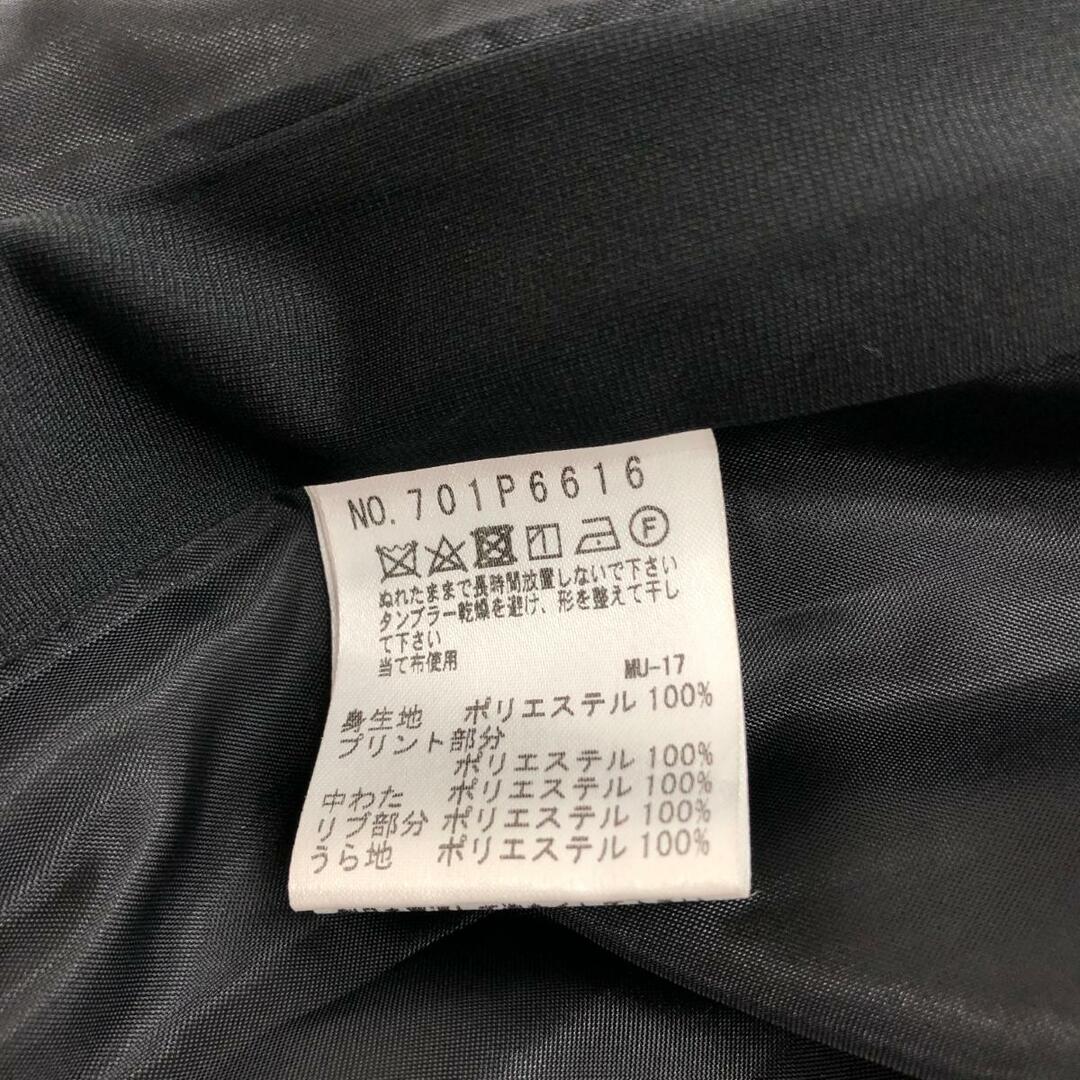 NO.701P6616
F
ぬれたままで長時間放置しないで下さい
タンブラー乾燥を避け、形を整えて干し
て下さい
当て布使用 MU-17
身生地 ポリエステル 100%
プリント部分
ポリエステル 100%
中わた ポリエステル 100%
リブ部分 ポリエステル 100%
うら地 ポリエステル 100%